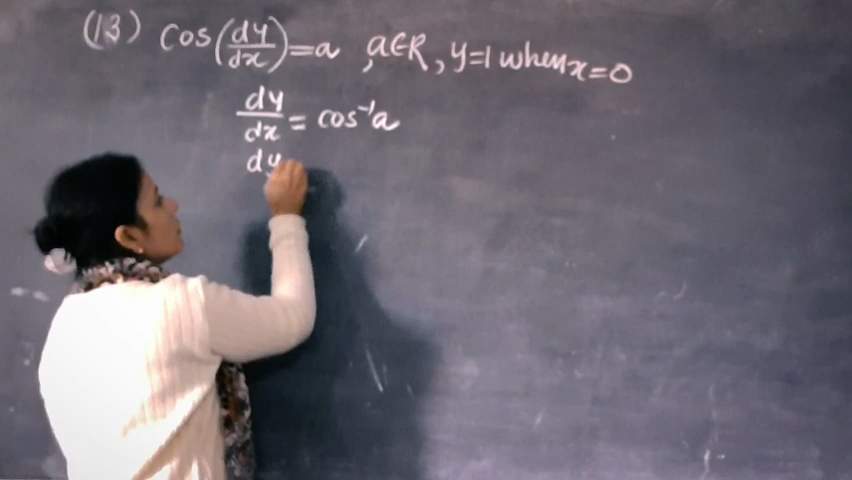 (13) cos(dy/dx)=a , a∈R, y=1 when x=0
dy/dx = cos⁻¹a
dy